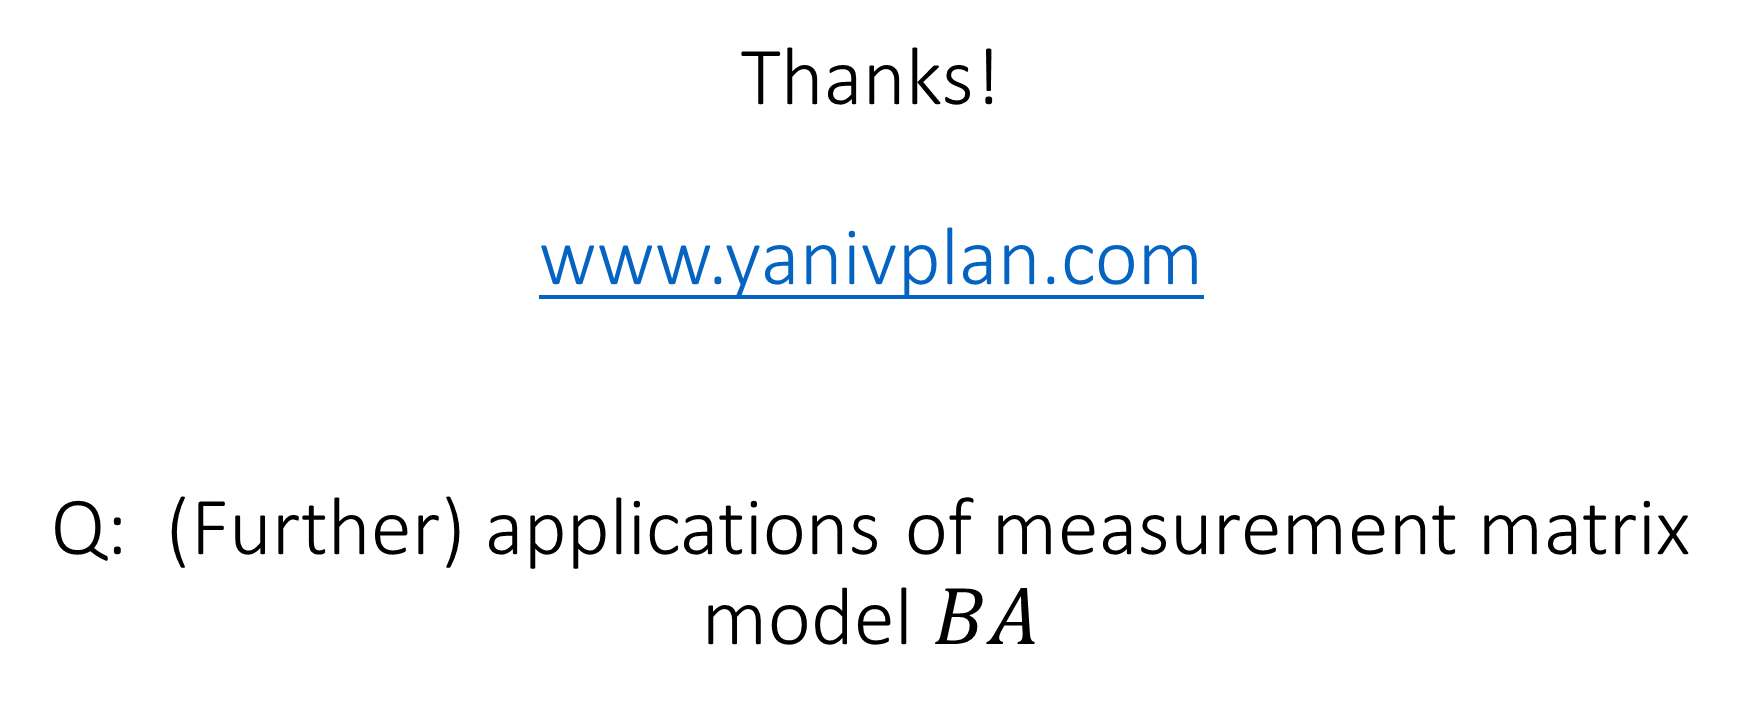 Thanks!
www.yanivplan.com
Q:  (Further) applications of measurement matrix
model BA